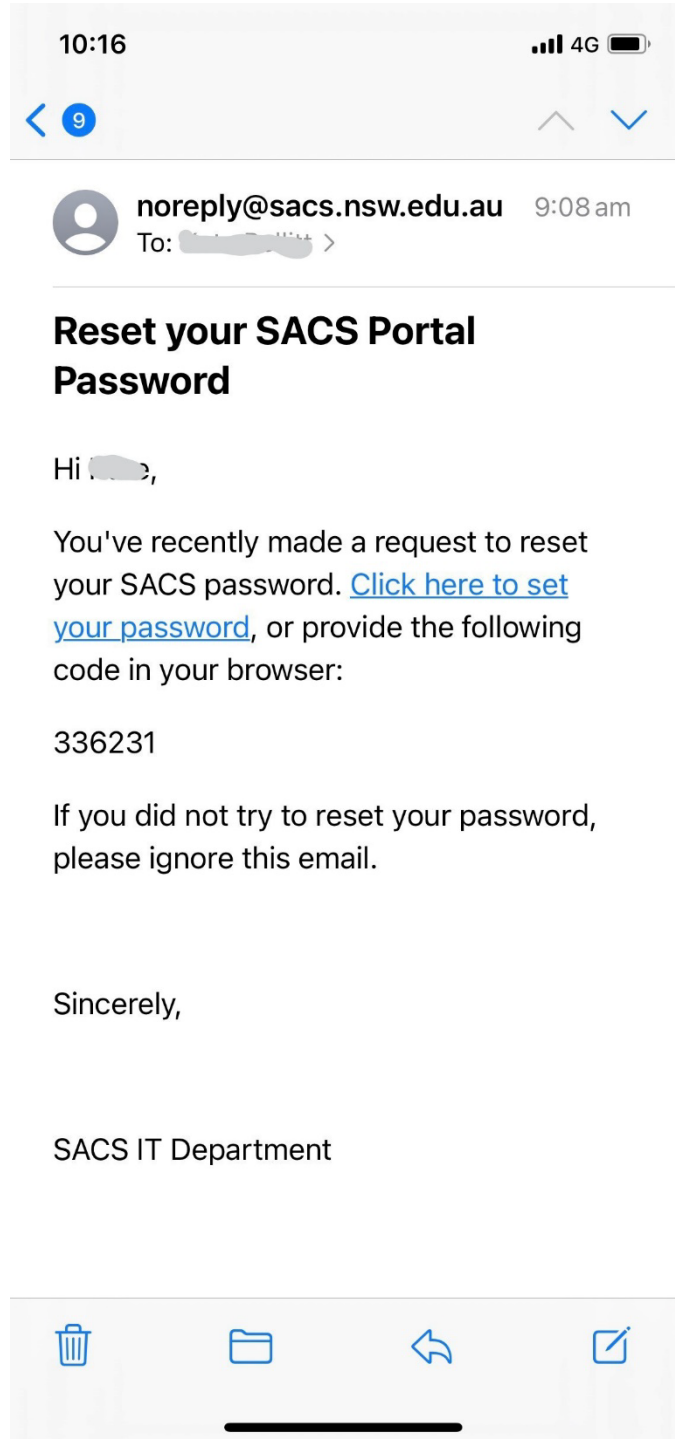 10:16
4G
9
noreply@sacs.nsw.edu.au 9:08 am
To:
Reset your SACS Portal
Password
Hi
You've recently made a request to reset
your SACS password. Click here to set
your password, or provide the following
code in your browser:
336231
If you did not try to reset your password,
please ignore this email.
Sincerely,
SACS IT Department